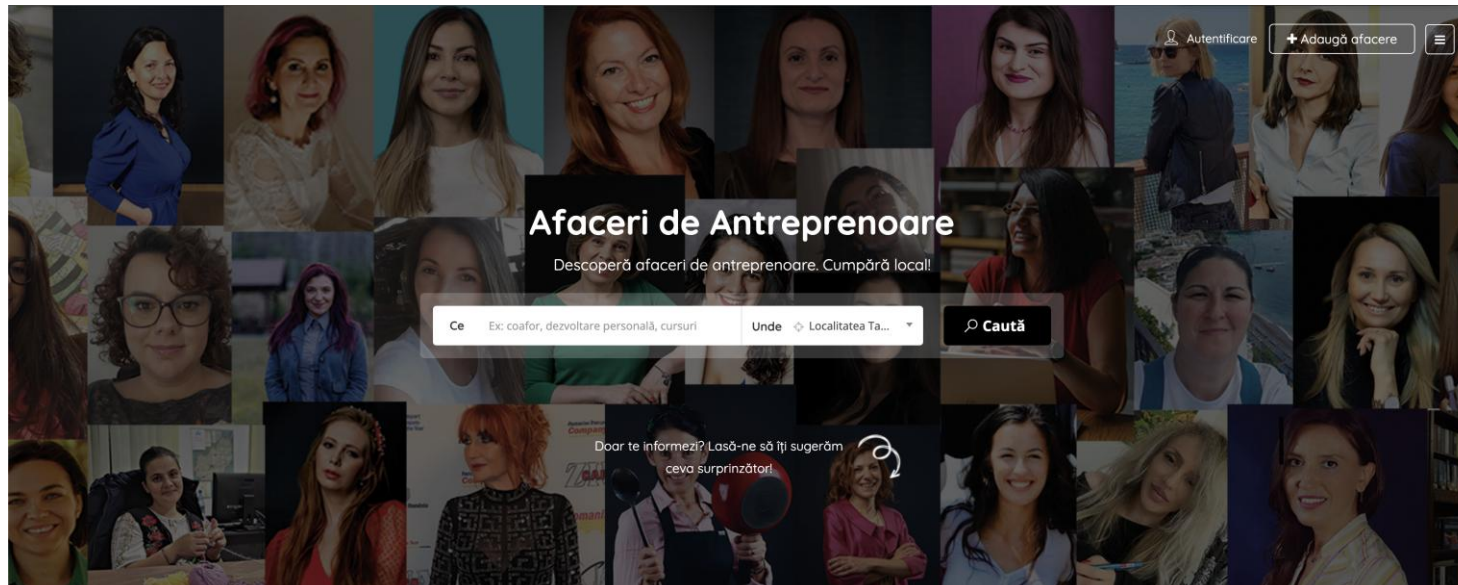 Autentificare
+ Adaugă afacere
Afaceri de Antreprenoare
Descoperă afaceri de antreprenoare. Cumpără local!
Ce
Ex: coafor, dezvoltare personală, cursuri
Unde
Localitatea Ta...
Caută
Doar te informezi? Lasă-ne să îți sugerăm
ceva surprinzător!